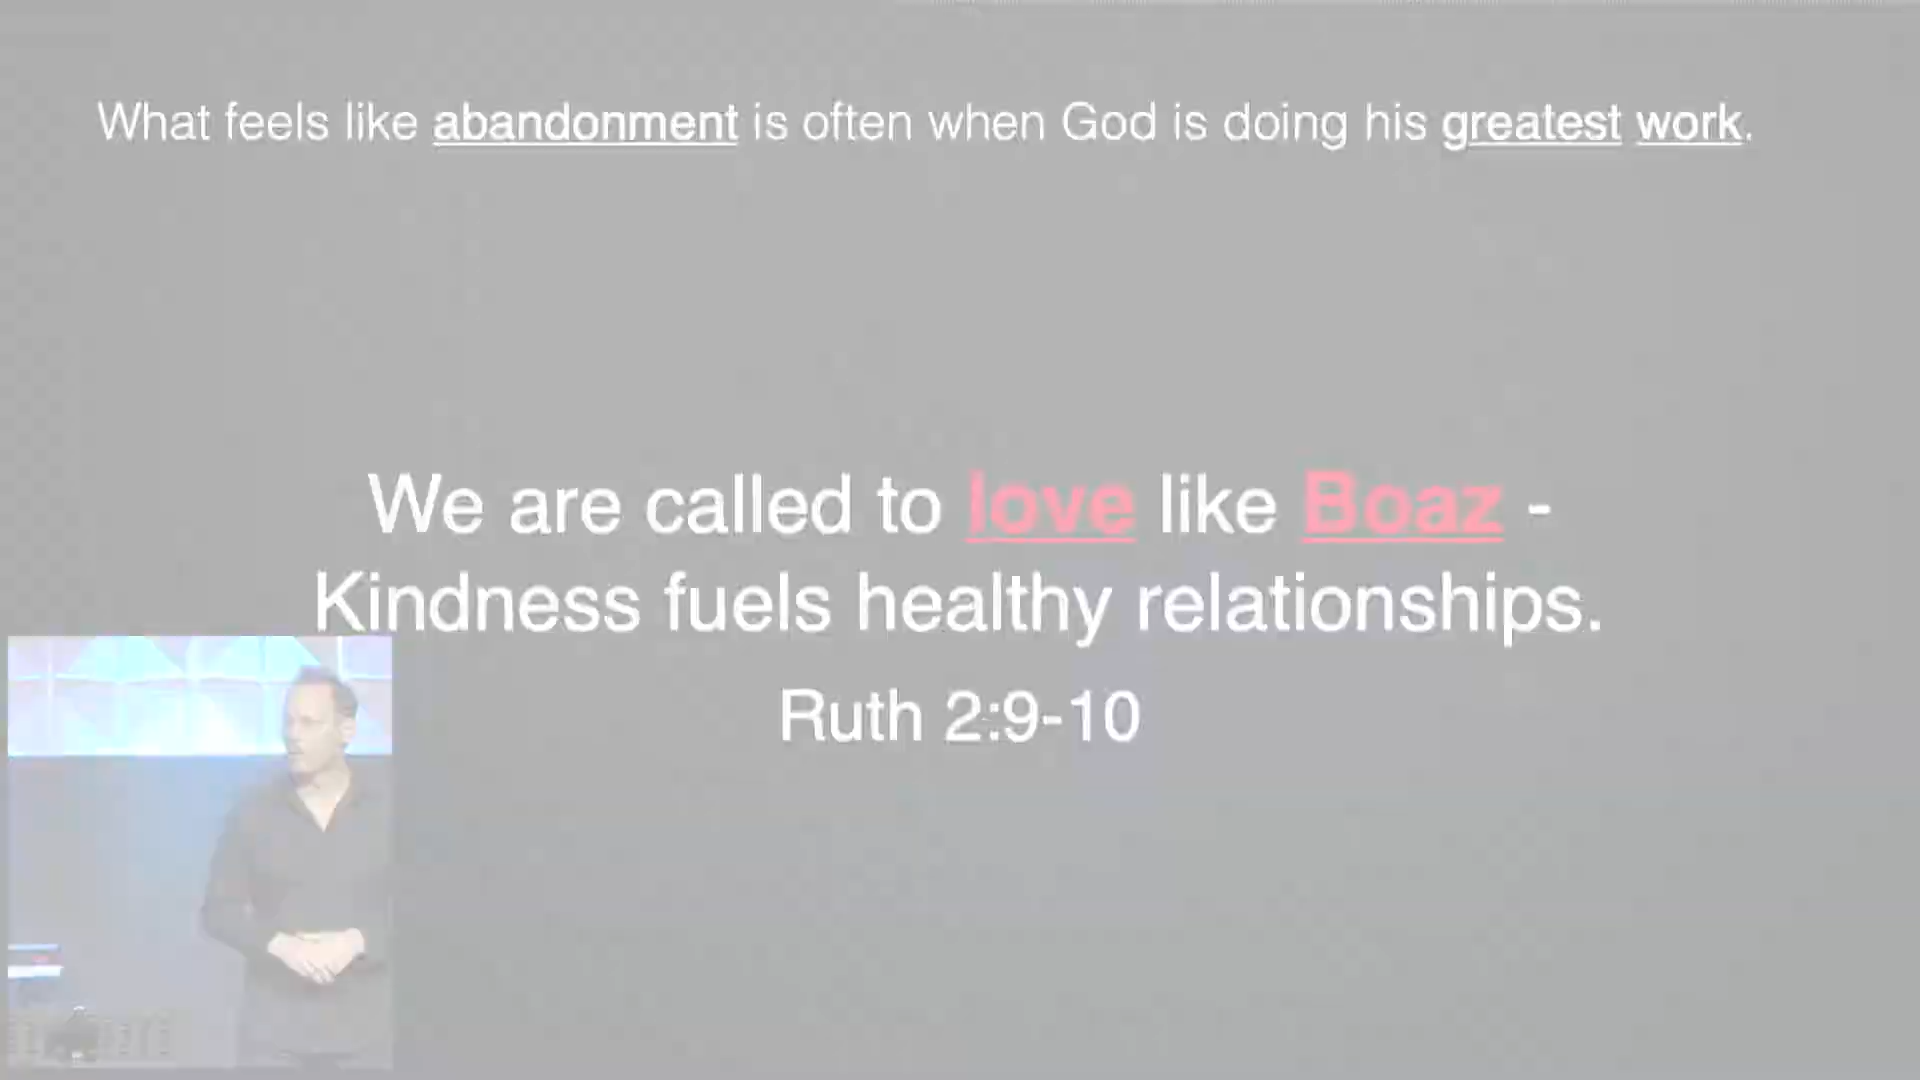 What feels like abandonment is often when God is doing his greatest work.
We are called to love like Boaz -
Kindness fuels healthy relationships.
Ruth 2:9-10